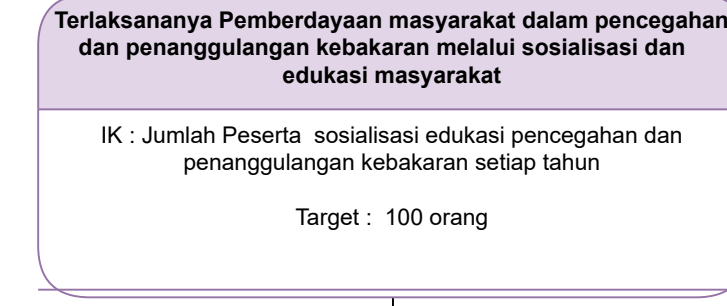 Terlaksananya Pemberdayaan masyarakat dalam pencegahan
dan penanggulangan kebakaran melalui sosialisasi dan
edukasi masyarakat
IK : Jumlah Peserta sosialisasi edukasi pencegahan dan
penanggulangan kebakaran setiap tahun
Target : 100 orang